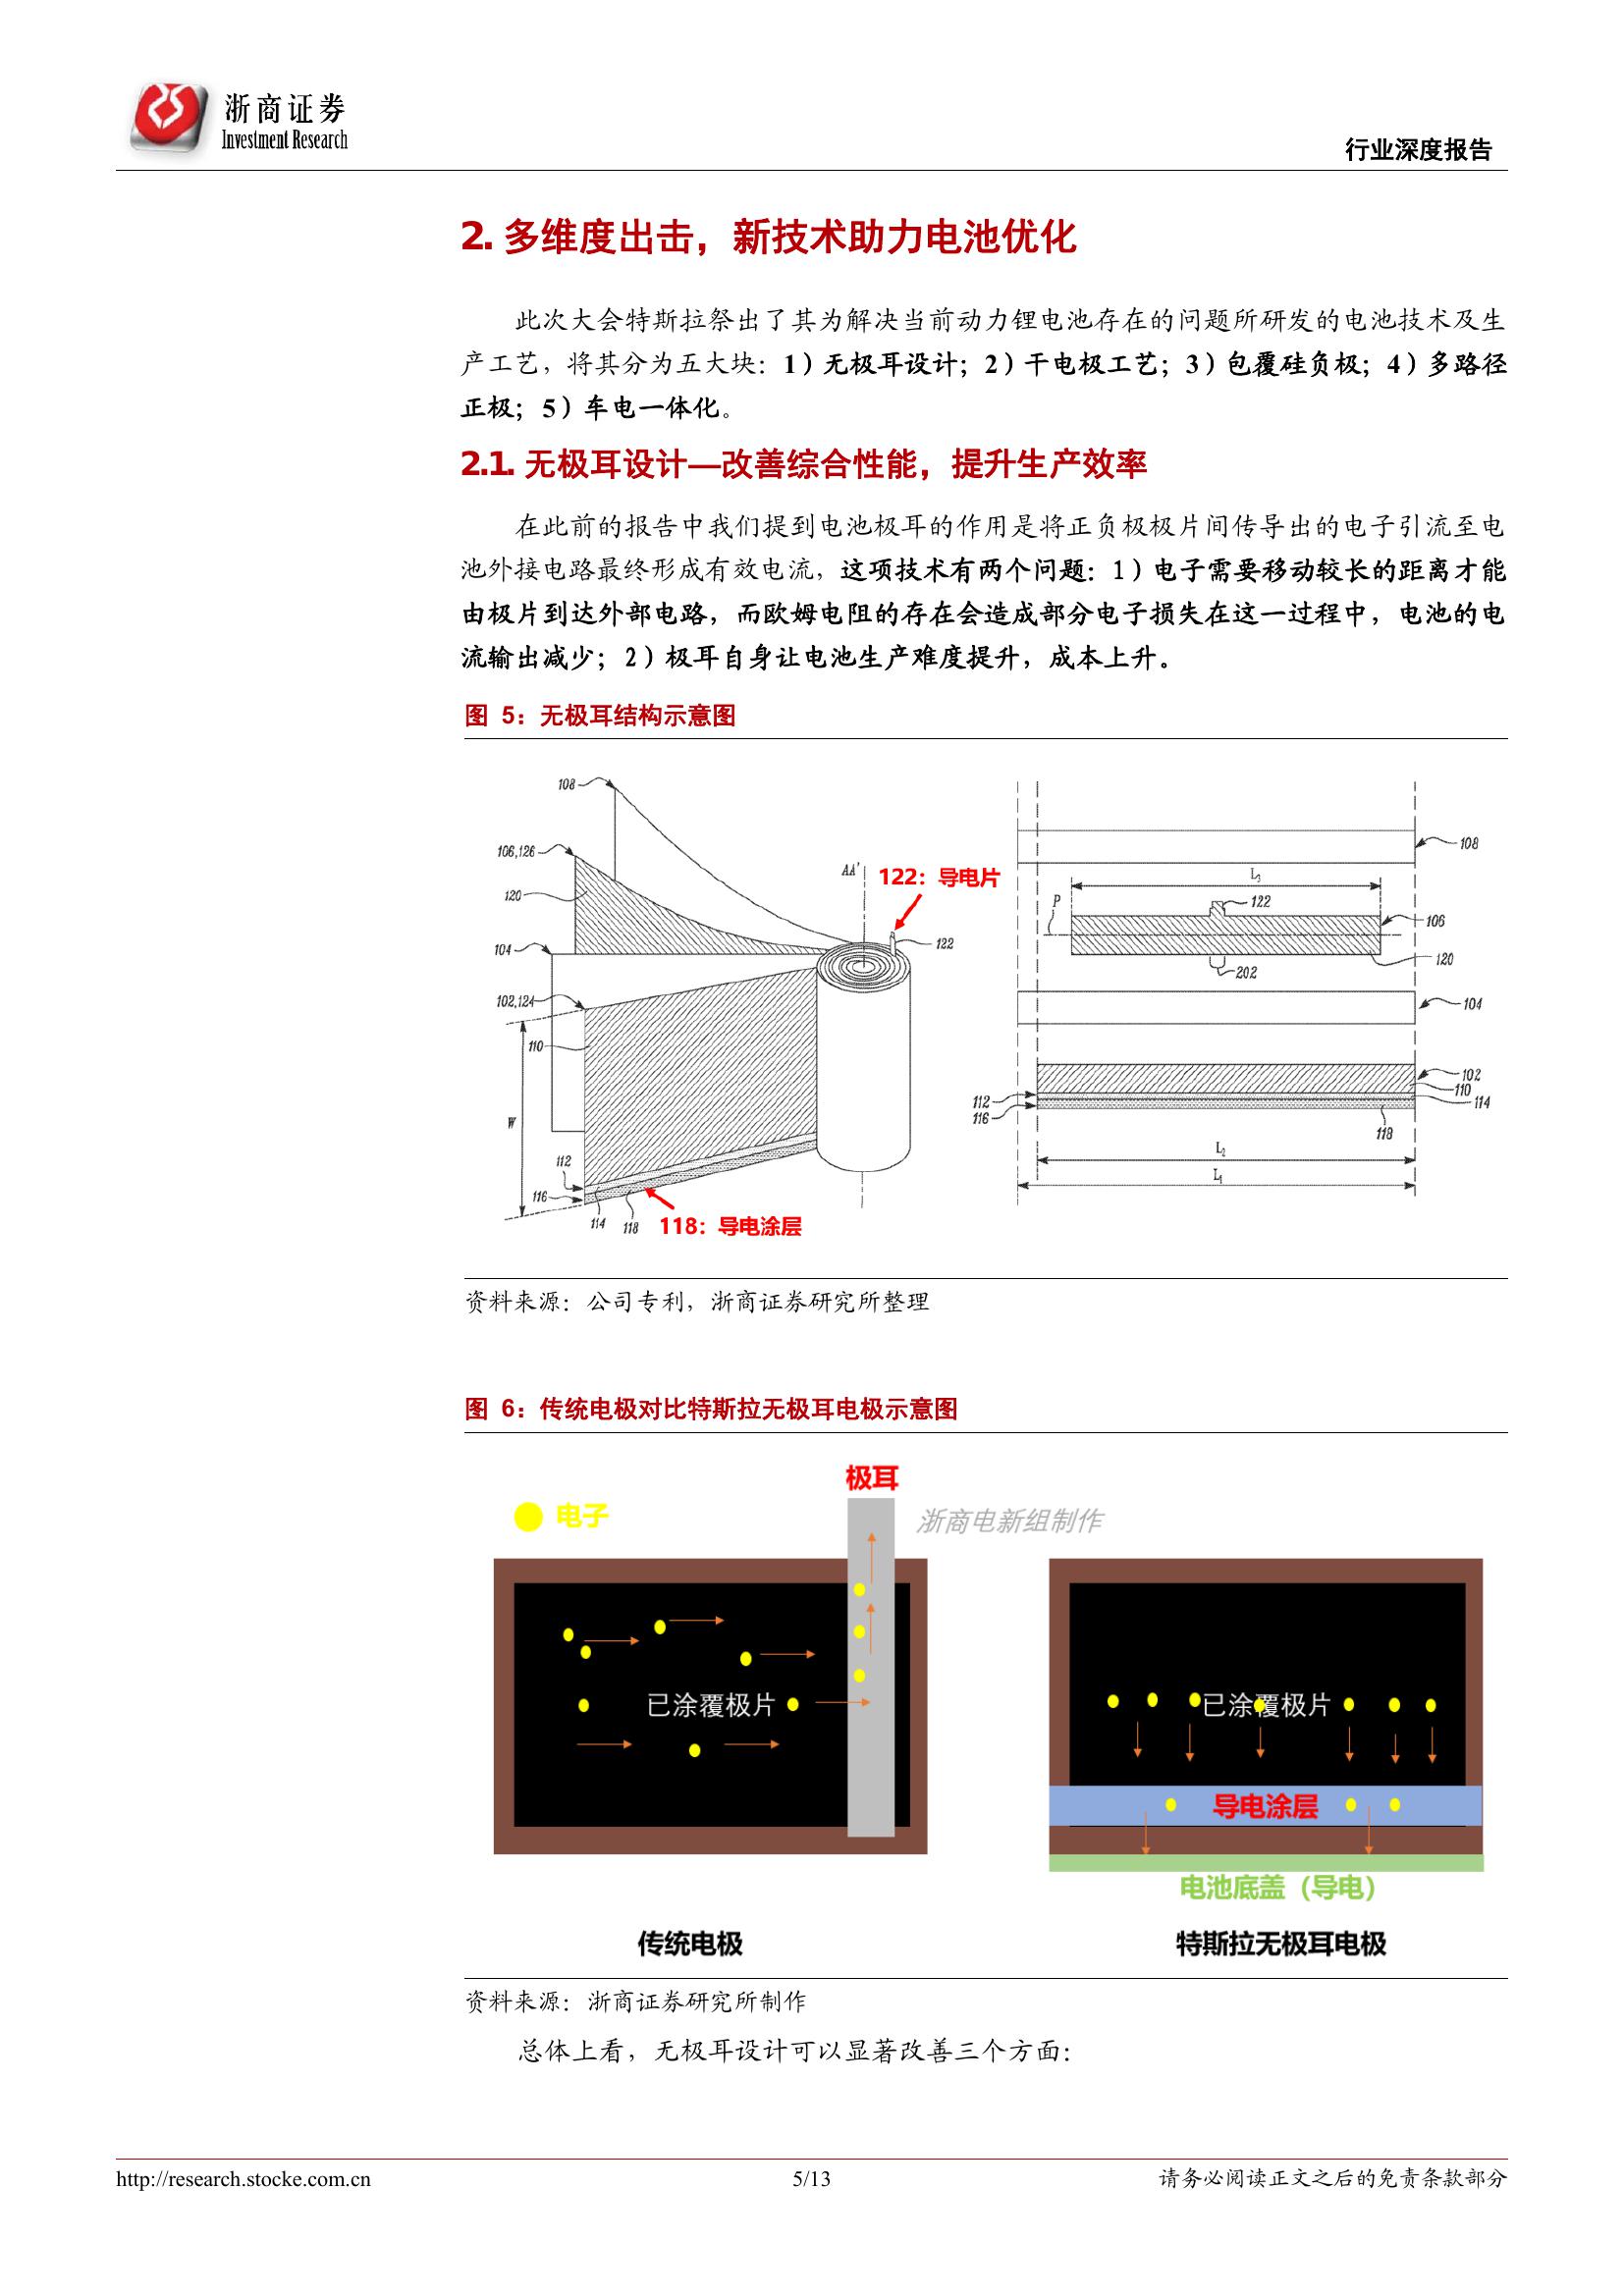 浙商证券
Investment Research
行业深度报告
2. 多维度出击，新技术助力电池优化
此次大会特斯拉祭出了其为解决当前动力锂电池存在的问题所研发的电池技术及生
产工艺，将其分为五大块：1）无极耳设计；2）干电极工艺；3）包覆硅负极；4）多路径
正极；5）车电一体化。
2.1. 无极耳设计—改善综合性能，提升生产效率
在此前的报告中我们提到电池极耳的作用是将正负极极片间传导出的电子引流至电
池外接电路最终形成有效电流，这项技术有两个问题：1）电子需要移动较长的距离才能
由极片到达外部电路，而欧姆电阻的存在会造成部分电子损失在这一过程中，电池的电
流输出减少；2）极耳自身让电池生产难度提升，成本上升。
图 5：无极耳结构示意图
108
106,126
120
104
102,124
110
W
112
116
114
118
118：导电涂层
AA'
122：导电片
122
108
L3
P
122
106
120
202
104
102
110
114
112
116
118
L2
L1
资料来源：公司专利，浙商证券研究所整理
图 6：传统电极对比特斯拉无极耳电极示意图
极耳
电子
浙商电新组制作
已涂覆极片
已涂覆极片
导电涂层
电池底盖（导电）
传统电极
特斯拉无极耳电极
资料来源：浙商证券研究所制作
总体上看，无极耳设计可以显著改善三个方面：
http://research.stocke.com.cn
5/13
请务必阅读正文之后的免责条款部分